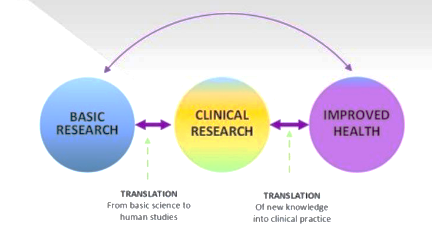 BASIC
RESEARCH
CLINICAL
RESEARCH
IMPROVED
HEALTH
TRANSLATION
From basic science to
human studies
TRANSLATION
Of new knowledge
into clinical practice